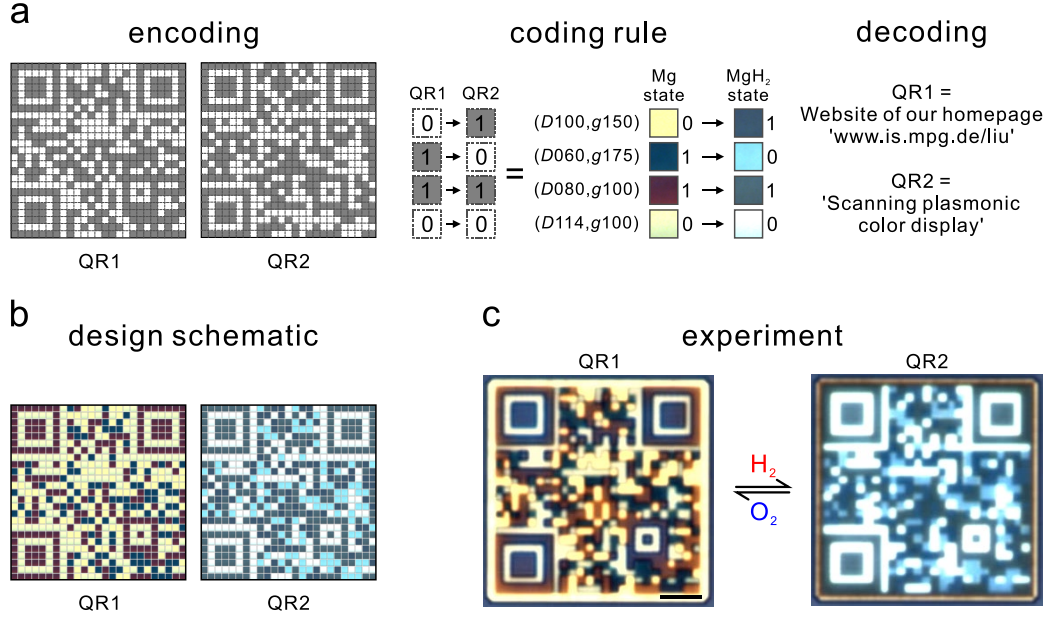 a
encoding
QR1
QR2
coding rule
QR1 QR2
0 → 1
1 → 0
1 → 1
0 → 0
=
Mg state
MgH₂ state
(D100,g150) 0 → 1
(D060,g175) 1 → 0
(D080,g100) 1 → 1
(D114,g100) 0 → 0
decoding
QR1 =
Website of our homepage
'www.is.mpg.de/liu'
QR2 =
'Scanning plasmonic
color display'
b
design schematic
QR1
QR2
c
experiment
QR1
QR2
H₂
O₂